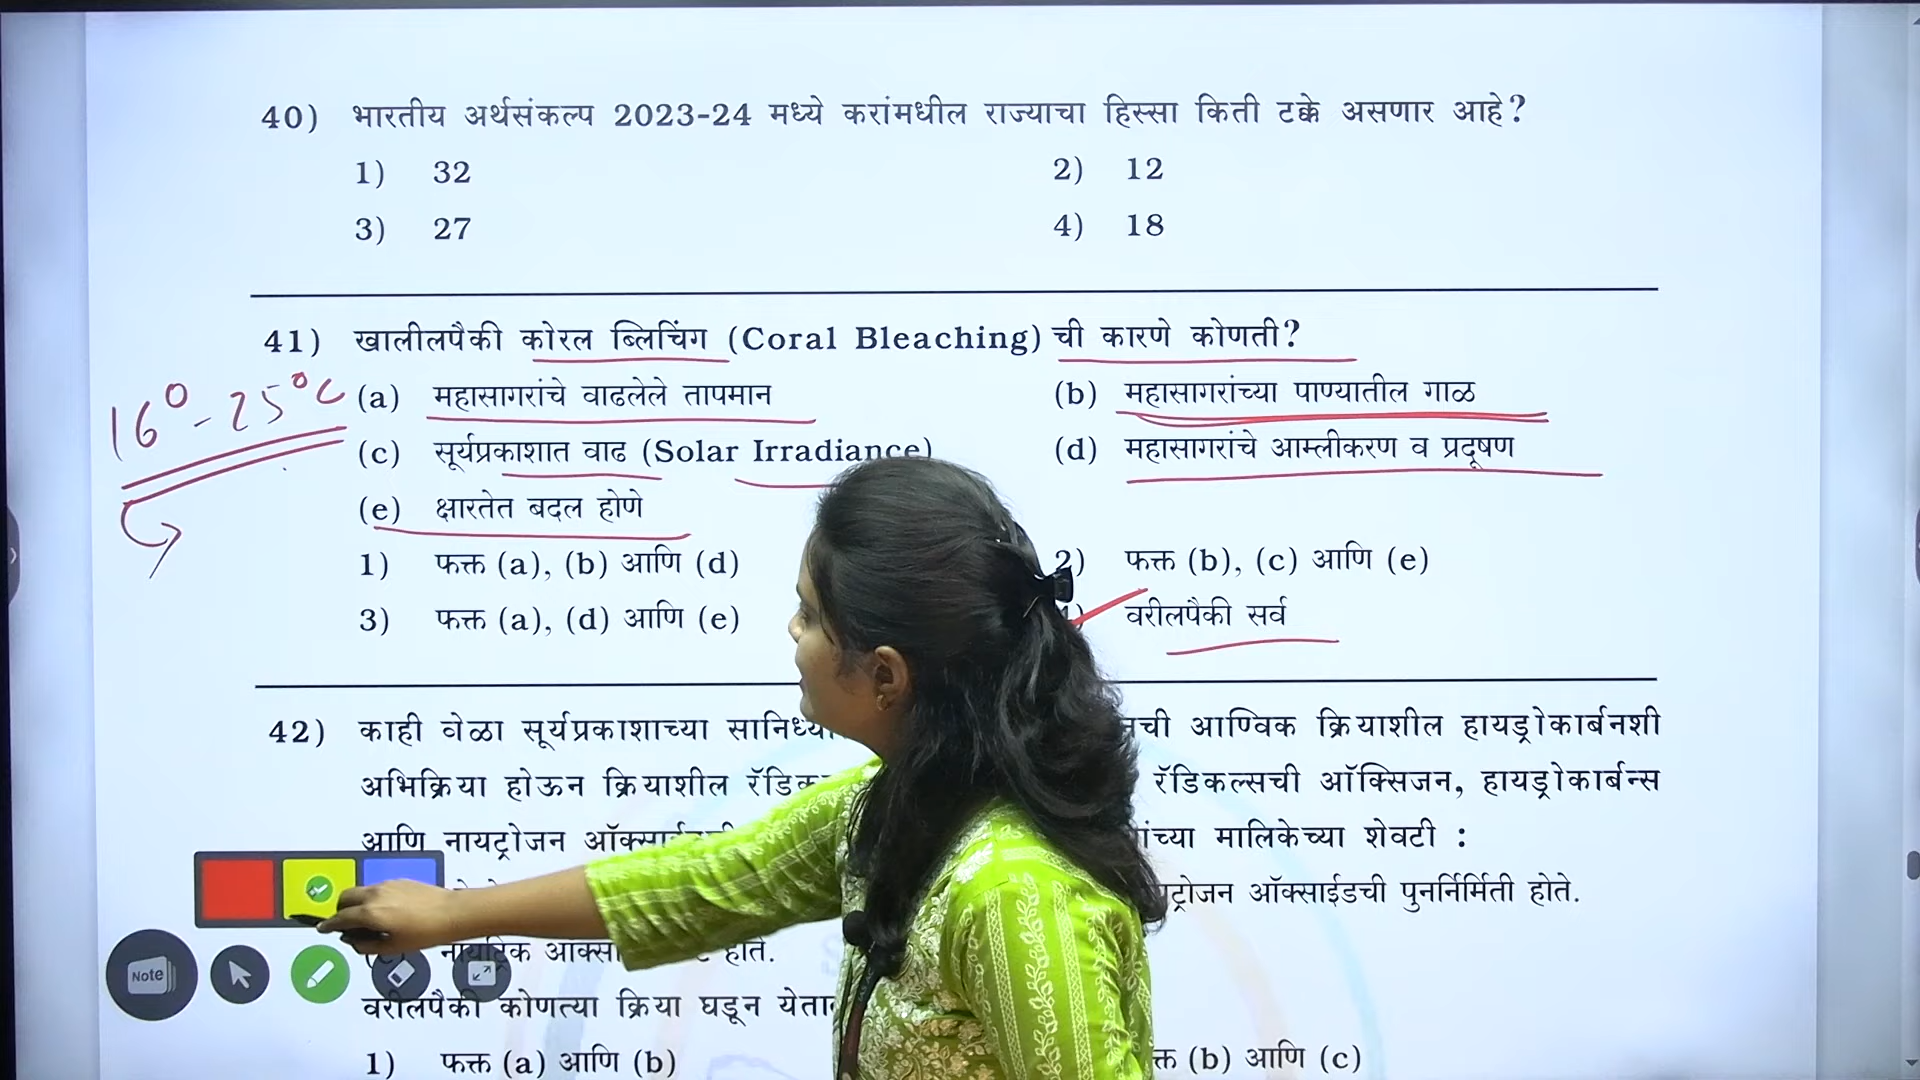 40) भारतीय अर्थसंकल्प 2023-24 मध्ये करांमधील राज्याचा हिस्सा किती टक्के असणार आहे?
1) 32 2) 12
3) 27 4) 18
41) खालीलपैकी कोरल ब्लिचिंग (Coral Bleaching) ची कारणे कोणती?
16° - 25°C
(a) महासागरांचे वाढलेले तापमान (b) महासागरांच्या पाण्यातील गाळ
(c) सूर्यप्रकाशात वाढ (Solar Irradiance) (d) महासागरांचे आम्लीकरण व प्रदूषण
(e) क्षारतेत बदल होणे
1) फक्त (a), (b) आणि (d) 2) फक्त (b), (c) आणि (e)
3) फक्त (a), (d) आणि (e) 4) वरीलपैकी सर्व
42) काही वेळा सूर्यप्रकाशाच्या आण्विक क्रियाशील हायड्रोकार्बनशी
अभिक्रिया होऊन क्रियाशील रॅडिकल्सची ऑक्सिजन, हायड्रोकार्बन्स
आणि नायट्रोजन मालिकेच्या शेवटी :
ऑक्साईडची पुनर्निर्मिती होते.
होते.
वरीलपैकी कोणत्या क्रिया घडून
1) फक्त (a) आणि (b) (b) आणि (c)
Note